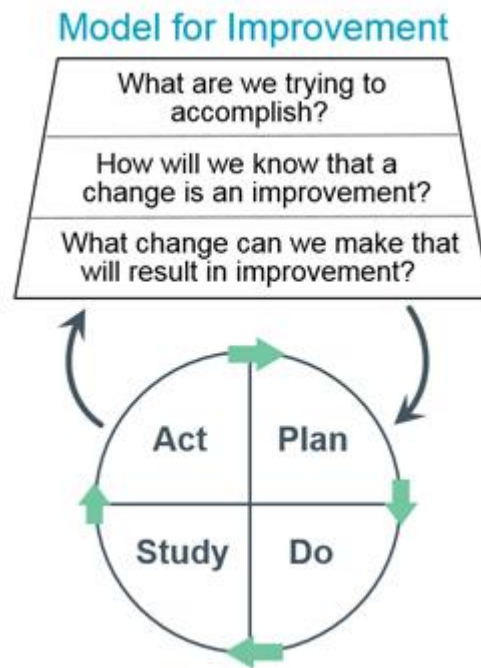 Model for Improvement
What are we trying to
accomplish?
How will we know that a
change is an improvement?
What change can we make that
will result in improvement?
Act
Plan
Study
Do